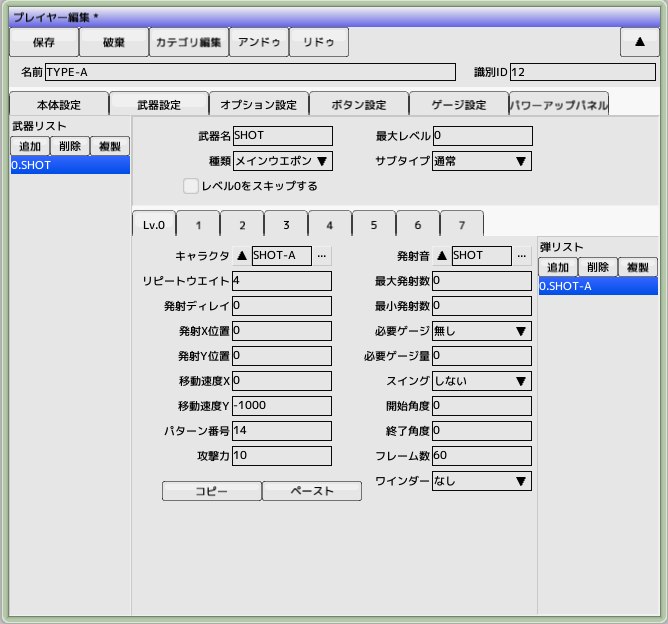 プレイヤー編集 *
保存 破棄 カテゴリ編集 アンドゥ リドゥ ▲
名前 TYPE-A 識別ID 12
本体設定 武器設定 オプション設定 ボタン設定 ゲージ設定 パワーアップパネル
武器リスト
追加 削除 複製
0.SHOT
武器名 SHOT 最大レベル 0
種類 メインウエポン ▼ サブタイプ 通常 ▼
レベル0をスキップする
Lv.0 1 2 3 4 5 6 7
キャラクタ ▲ SHOT-A ... 発射音 ▲ SHOT ...
リピートウエイト 4 最大発射数 0
発射ディレイ 0 最小発射数 0
発射X位置 0 必要ゲージ 無し ▼
発射Y位置 0 必要ゲージ量 0
移動速度X 0 スイング しない ▼
移動速度Y -1000 開始角度 0
パターン番号 14 終了角度 0
攻撃力 10 フレーム数 60
ワインダー なし ▼
コピー ペースト
弾リスト
追加 削除 複製
0.SHOT-A